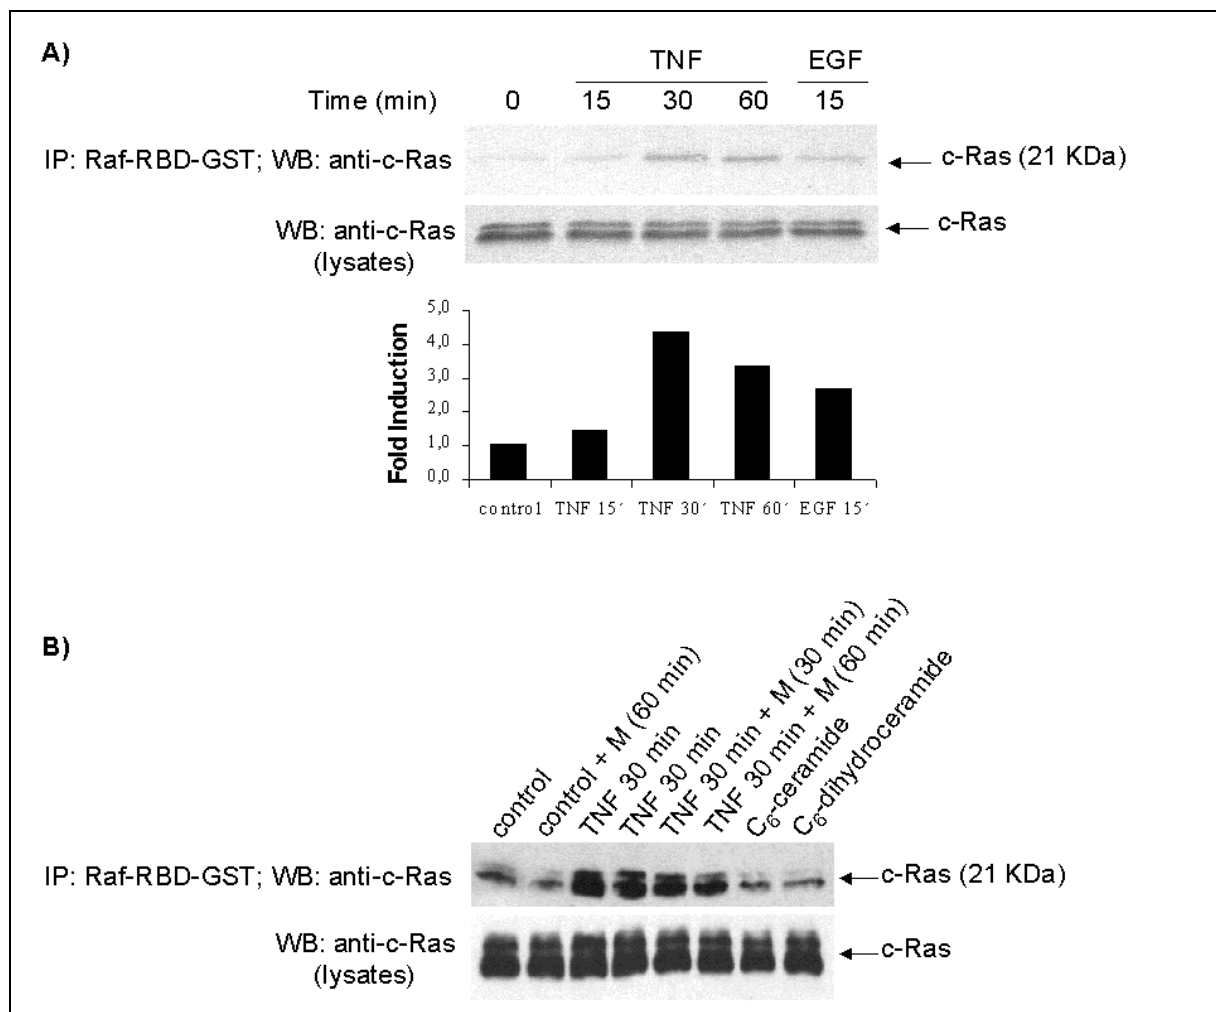 A)
TNF EGF
Time (min) 0 15 30 60 15
IP: Raf-RBD-GST; WB: anti-c-Ras c-Ras (21 KDa)
WB: anti-c-Ras c-Ras
(lysates)
Fold Induction
5,0
4,0
3,0
2,0
1,0
0,0
control TNF 15´ TNF 30´ TNF 60´ EGF 15´
B)
control
control + M (60 min)
TNF 30 min
TNF 30 min
TNF 30 min + M (30 min)
TNF 30 min + M (60 min)
C6-ceramide
C6-dihydroceramide
IP: Raf-RBD-GST; WB: anti-c-Ras c-Ras (21 KDa)
WB: anti-c-Ras c-Ras
(lysates)